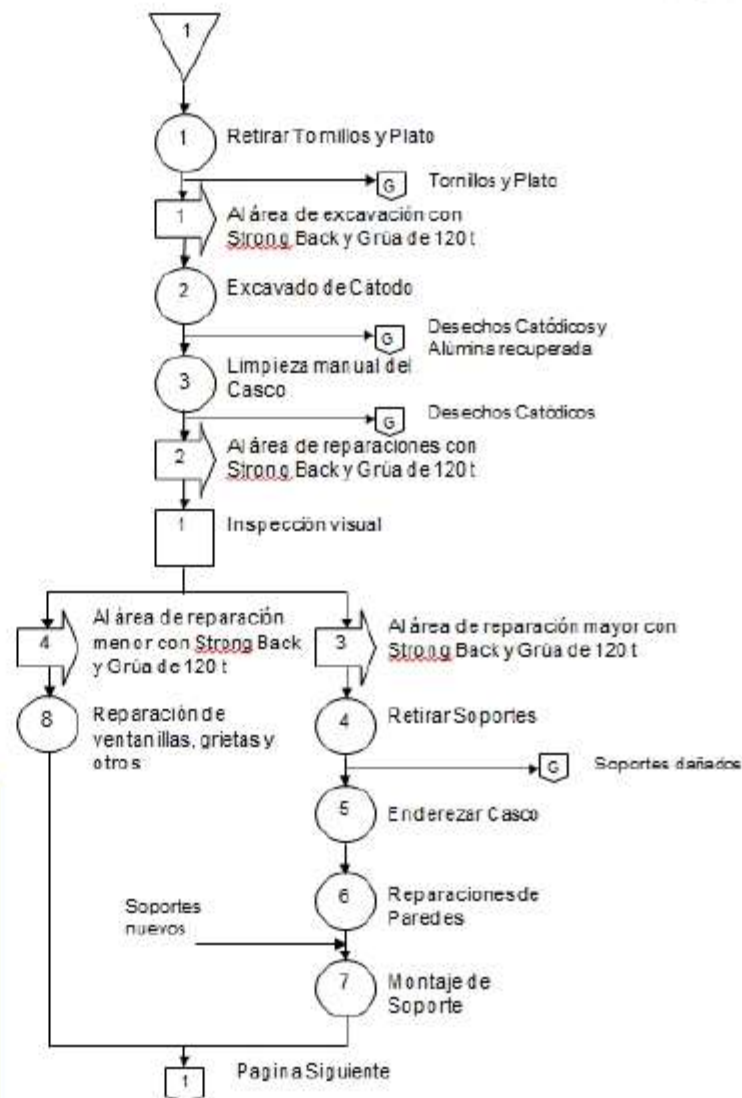 1
1
Retirar Tornillos y Plato
G
Tornillos y Plato
1
Al área de excavación con
Strong Back y Grúa de 120 t
2
Excavado de Cátodo
G
Desechos Catódicos y
Alúmina recuperada
3
Limpieza manual del
Casco
G
Desechos Catódicos
2
Al área de reparaciones con
Strong Back y Grúa de 120 t
1
Inspección visual
4
Al área de reparación
menor con Strong Back
y Grúa de 120 t
3
Al área de reparación mayor con
Strong Back y Grúa de 120 t
8
Reparación de
ventanillas, grietas y
otros
4
Retirar Soportes
G
Soportes dañados
5
Enderezar Casco
6
Reparaciones de
Paredes
Soportes
nuevos
7
Montaje de
Soporte
1
Pagina Siguiente